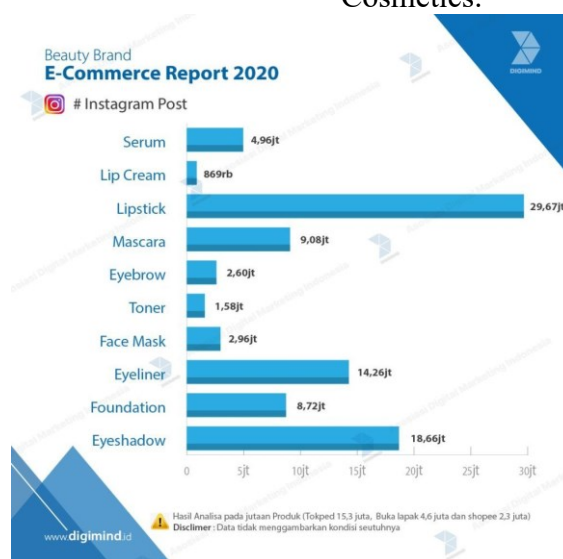 Cosmetics.
Beauty Brand
E-Commerce Report 2020
DIGIMIND
# Instagram Post
Serum 4,96jt
Lip Cream 869rb
Lipstick 29,67jt
Mascara 9,08jt
Eyebrow 2,60jt
Toner 1,58jt
Face Mask 2,96jt
Eyeliner 14,26jt
Foundation 8,72jt
Eyeshadow 18,66jt
0 5jt 10jt 15jt 20jt 25jt 30jt
Hasil Analisa pada jutaan Produk (Tokped 15,3 juta, Buka lapak 4,6 juta dan shopee 2,3 juta)
Disclimer : Data tidak menggambarkan kondisi seutuhnya
www.digimind.id